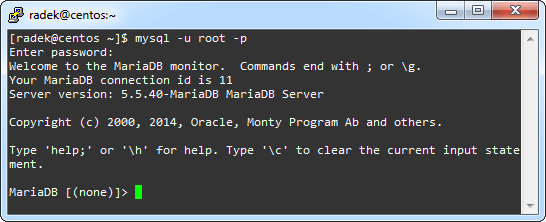 radek@centos:~
[radek@centos ~]$ mysql -u root -p
Enter password:
Welcome to the MariaDB monitor.  Commands end with ; or \g.
Your MariaDB connection id is 11
Server version: 5.5.40-MariaDB MariaDB Server
Copyright (c) 2000, 2014, Oracle, Monty Program Ab and others.
Type 'help;' or '\h' for help. Type '\c' to clear the current input state
ment.
MariaDB [(none)]>